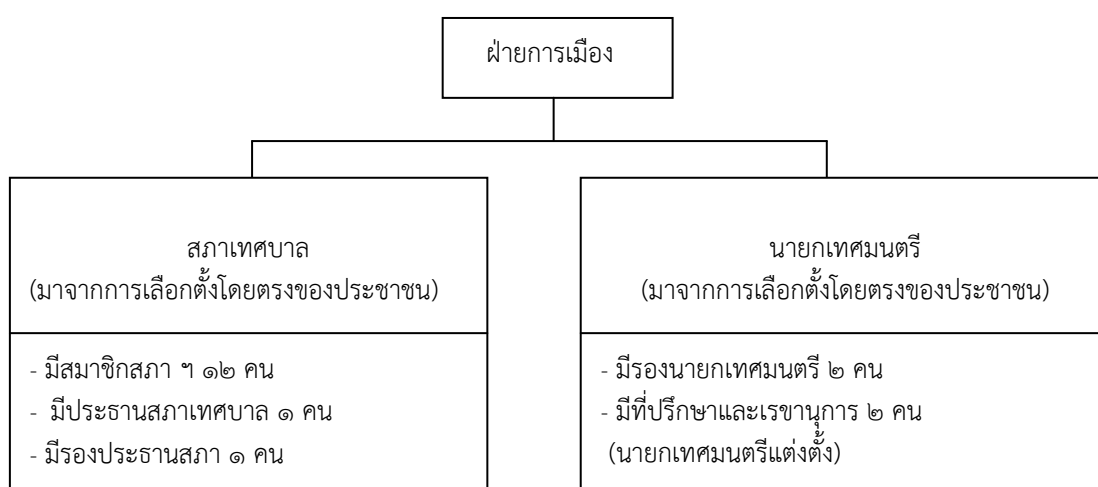 ฝ่ายการเมือง
สภาเทศบาล
(มาจากการเลือกตั้งโดยตรงของประชาชน)
- มีสมาชิกสภา ฯ ๑๒ คน
- มีประธานสภาเทศบาล ๑ คน
- มีรองประธานสภา ๑ คน
นายกเทศมนตรี
(มาจากการเลือกตั้งโดยตรงของประชาชน)
- มีรองนายกเทศมนตรี ๒ คน
- มีที่ปรึกษาและเรขานุการ ๒ คน
(นายกเทศมนตรีแต่งตั้ง)